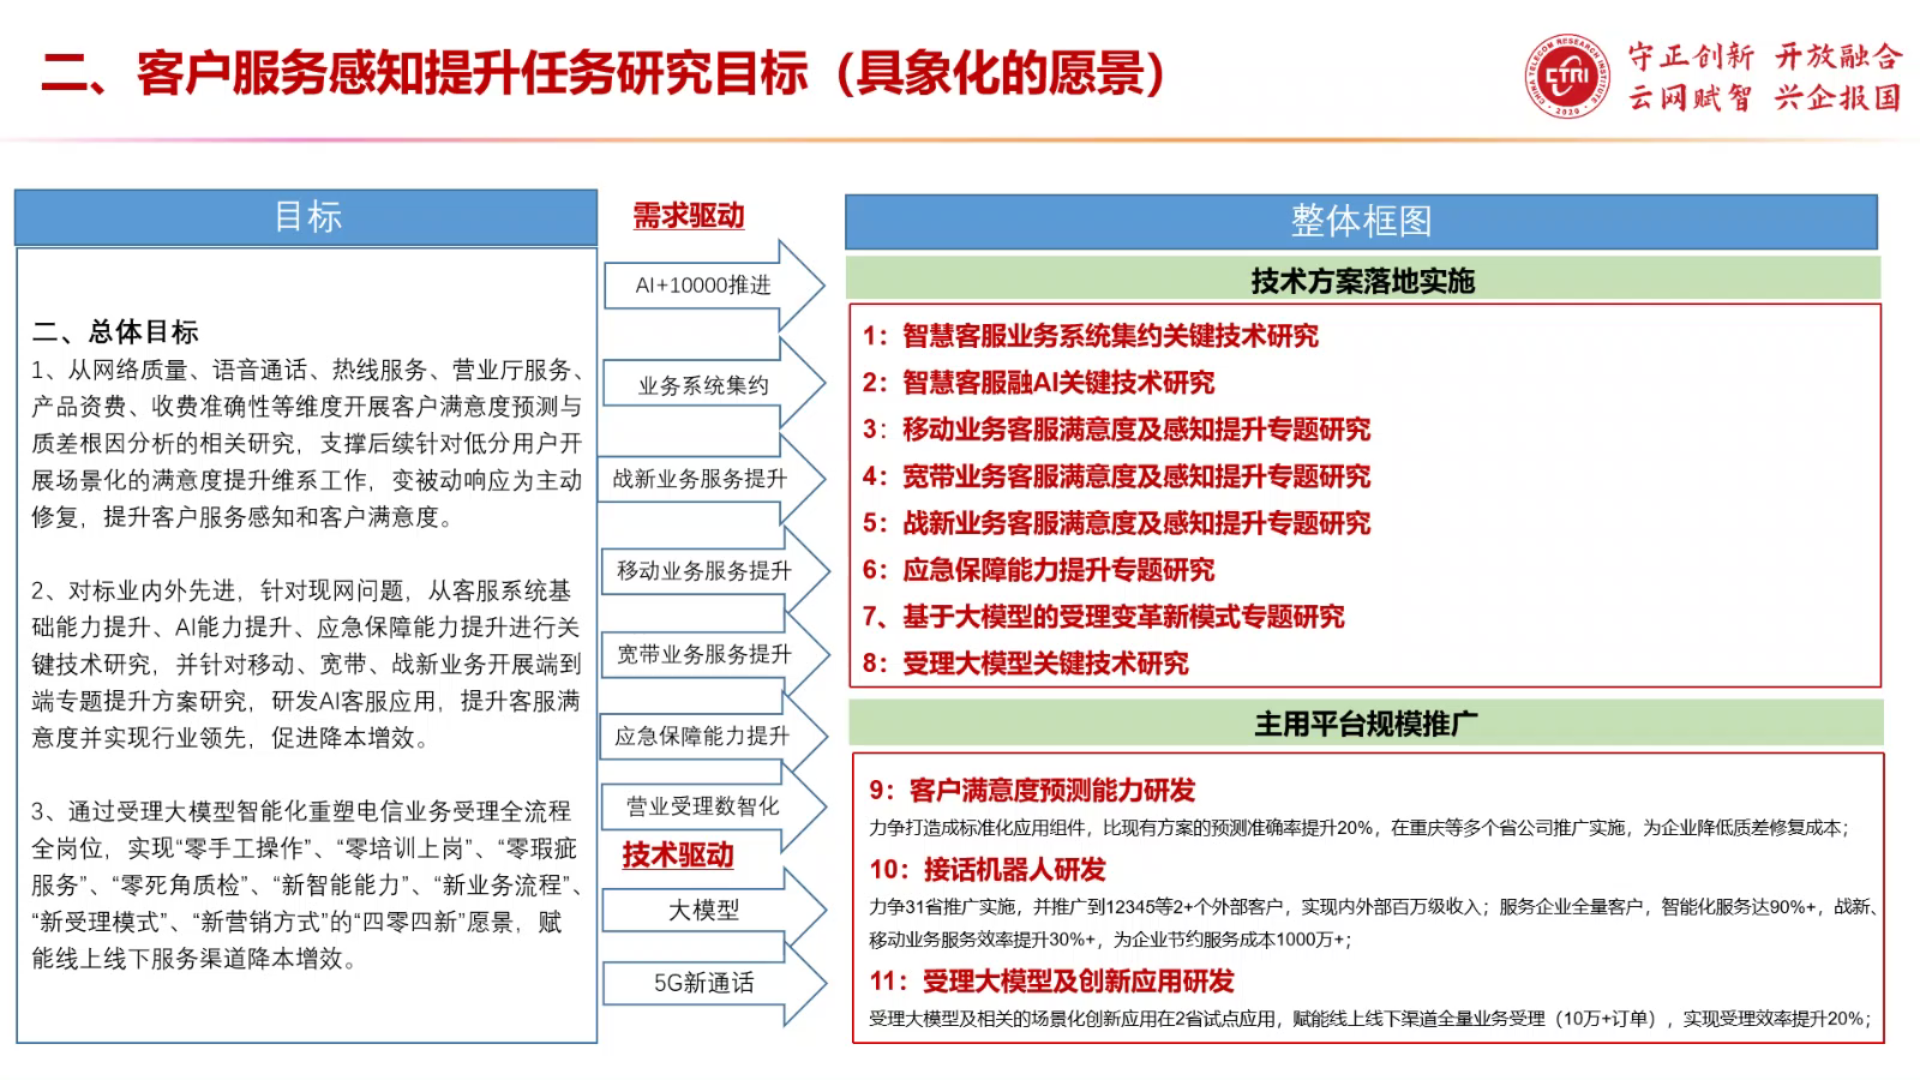 二、客户服务感知提升任务研究目标（具象化的愿景）
CHINA TELECOM RESEARCH INSTITUTE
CTRI
2020
守正创新 开放融合
云网赋智 兴企报国
目标
二、总体目标
1、从网络质量、语音通话、热线服务、营业厅服务、
产品资费、收费准确性等维度开展客户满意度预测与
质差根因分析的相关研究，支撑后续针对低分用户开
展场景化的满意度提升维系工作，变被动响应为主动
修复，提升客户服务感知和客户满意度。
2、对标业内外先进，针对现网问题，从客服系统基
础能力提升、AI能力提升、应急保障能力提升进行关
键技术研究，并针对移动、宽带、战新业务开展端到
端专题提升方案研究，研发AI客服应用，提升客服满
意度并实现行业领先，促进降本增效。
3、通过受理大模型智能化重塑电信业务受理全流程
全岗位，实现“零手工操作”、“零培训上岗”、“零瑕疵
服务”、“零死角质检”、“新智能能力”、“新业务流程”、
“新受理模式”、“新营销方式”的“四零四新”愿景，赋
能线上线下服务渠道降本增效。
需求驱动
AI+10000推进
业务系统集约
战新业务服务提升
移动业务服务提升
宽带业务服务提升
应急保障能力提升
营业受理数智化
技术驱动
大模型
5G新通话
整体框图
技术方案落地实施
1：智慧客服业务系统集约关键技术研究
2：智慧客服融AI关键技术研究
3：移动业务客服满意度及感知提升专题研究
4：宽带业务客服满意度及感知提升专题研究
5：战新业务客服满意度及感知提升专题研究
6：应急保障能力提升专题研究
7、基于大模型的受理变革新模式专题研究
8：受理大模型关键技术研究
主用平台规模推广
9：客户满意度预测能力研发
力争打造成标准化应用组件，比现有方案的预测准确率提升20%，在重庆等多个省公司推广实施，为企业降低质差修复成本；
10：接话机器人研发
力争31省推广实施，并推广到12345等2+个外部客户，实现内外部百万级收入；服务企业全量客户，智能化服务达90%+，战新、
移动业务服务效率提升30%+，为企业节约服务成本1000万+；
11：受理大模型及创新应用研发
受理大模型及相关的场景化创新应用在2省试点应用，赋能线上线下渠道全量业务受理（10万+订单），实现受理效率提升20%；